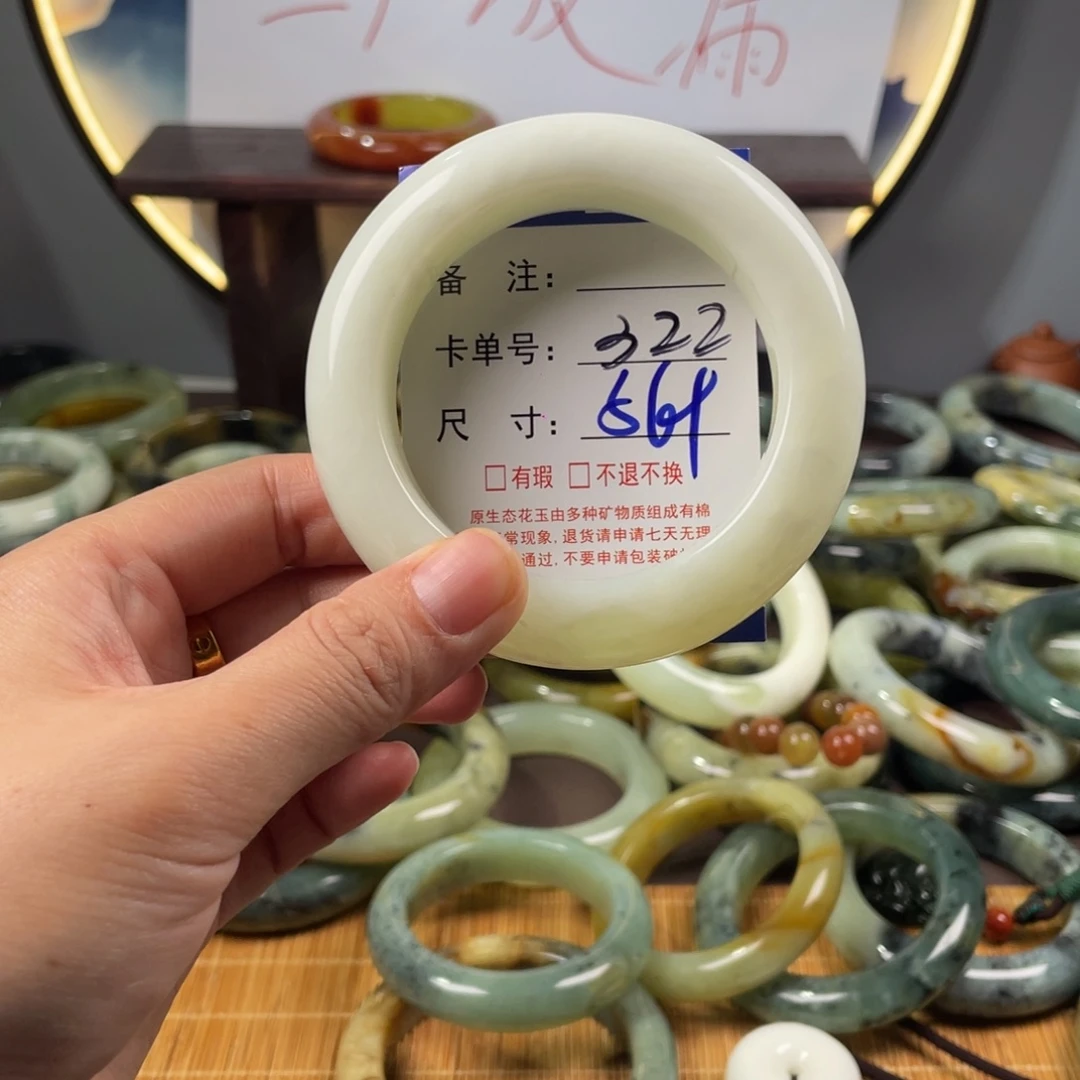 备 注：
卡单号：322
尺 寸：564
□有瑕 □不退不换
原生态花玉由多种矿物质组成有棉
常现象，退货请申请七天无理
通过，不要申请包装破